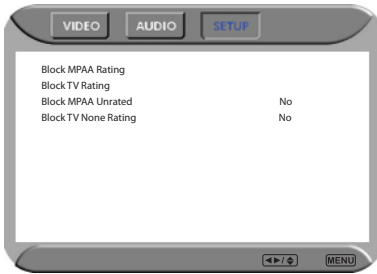 VIDEO AUDIO SETUP
Block MPAA Rating
Block TV Rating
Block MPAA Unrated No
Block TV None Rating No
◀▶/◆ MENU